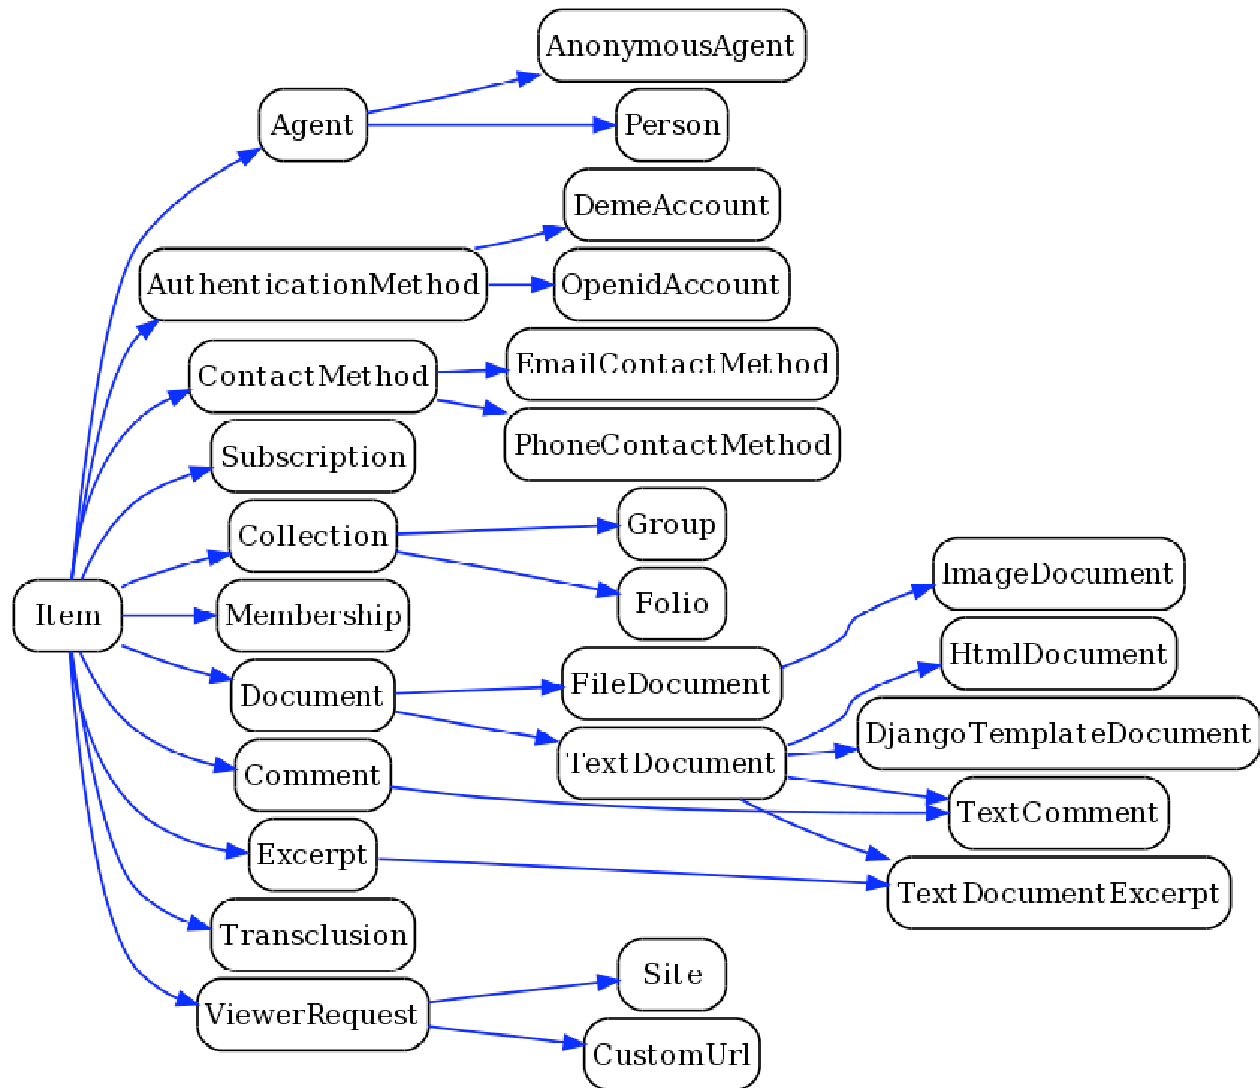 AnonymousAgent
Agent
Person
DemeAccount
AuthenticationMethod
OpenidAccount
EmailContactMethod
ContactMethod
PhoneContactMethod
Subscription
Group
Collection
ImageDocument
Folio
Item
Membership
HtmlDocument
FileDocument
Document
DjangoTemplateDocument
TextDocument
Comment
TextComment
Excerpt
TextDocumentExcerpt
Transclusion
Site
ViewerRequest
CustomUrl